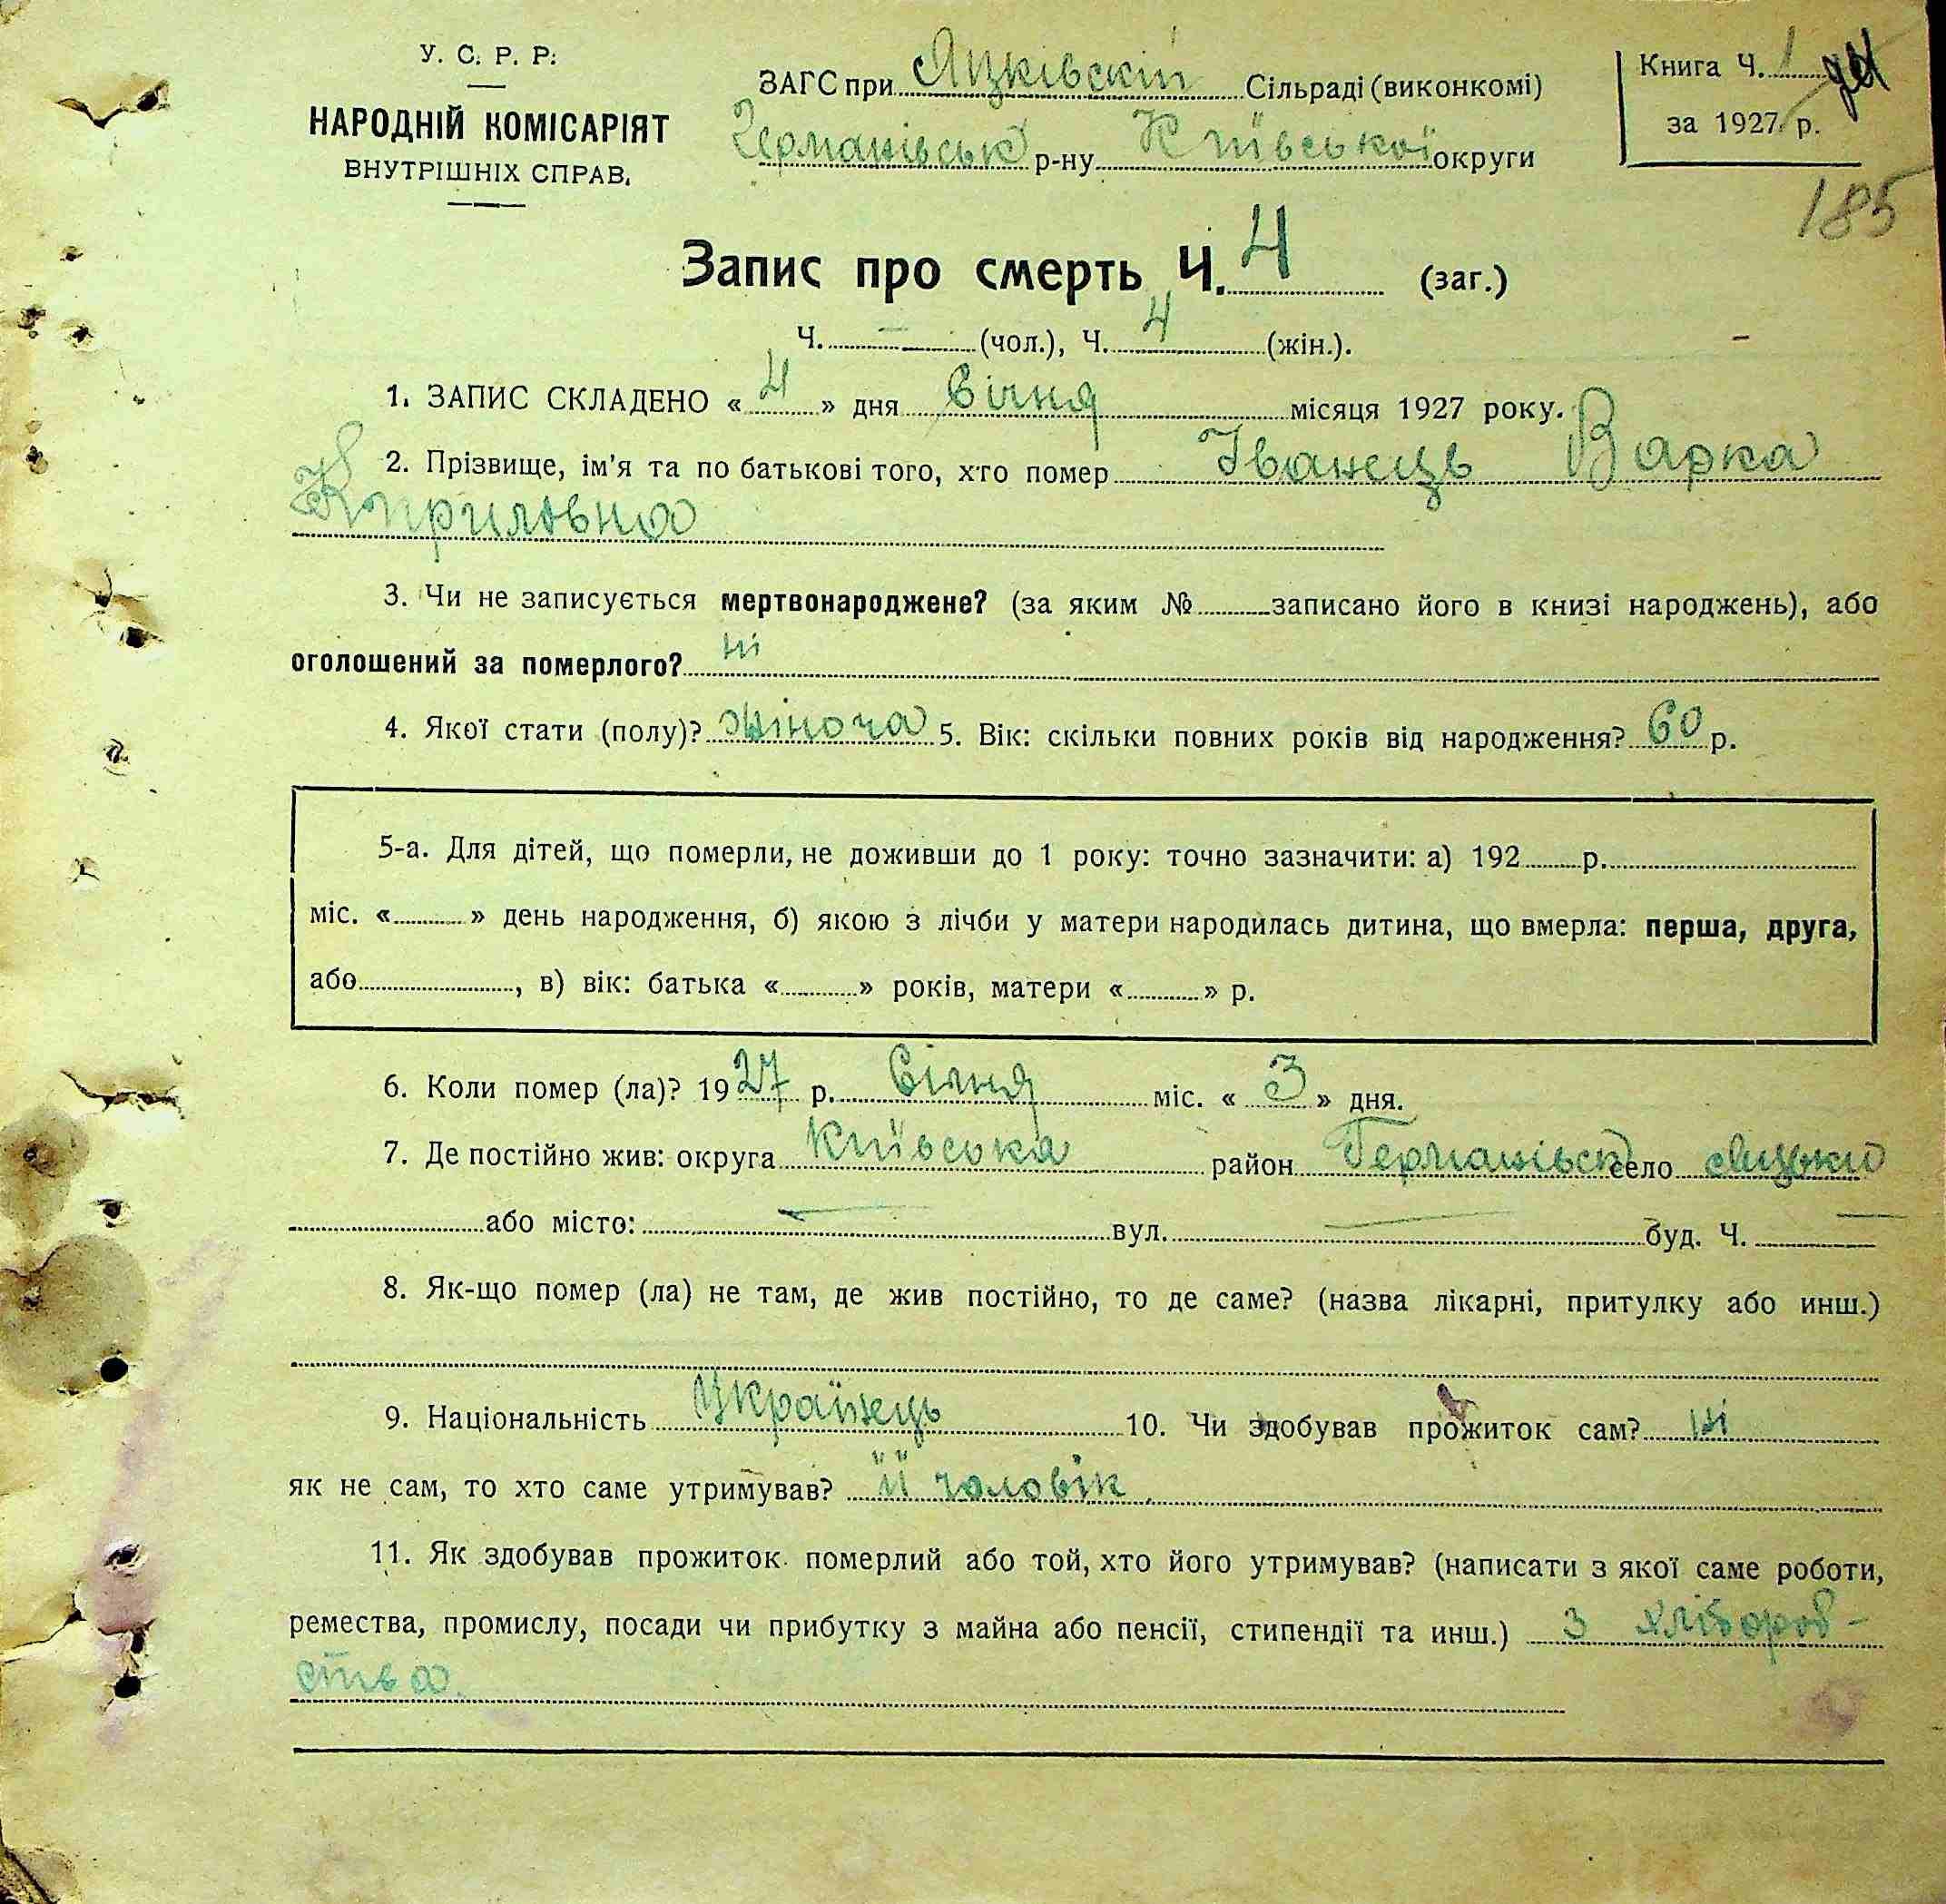 У. С. Р. Р.
НАРОДНІЙ КОМІСАРІЯТ
ВНУТРІШНІХ СПРАВ.
ЗАГС при Яцківскій Сільраді (виконкомі)
Германівськ р-ну Київської округи
Книга Ч. 1
за 1927 р.
185
Запис про смерть Ч. 4 (заг.)
Ч. — (чол.), Ч. 4 (жін.).
1. ЗАПИС СКЛАДЕНО « 4 » дня Січня місяця 1927 року.
2. Прізвище, ім'я та по батькові того, хто помер Іванець Варка
Кириловна
3. Чи не записується мертвонароджене? (за яким № записано його в книзі народжень), або
оголошений за померлого? ні
4. Якої стати (полу)? жіноча 5. Вік: скільки повних років від народження? 60 р.
5-а. Для дітей, що померли, не доживши до 1 року: точно зазначити: а) 192 р.
міс. « » день народження, б) якою з лічби у матери народилась дитина, що вмерла: перша, друга,
або , в) вік: батька « » років, матери « » р.
6. Коли помер (ла)? 1927 р. Січня міс. « 3 » дня.
7. Де постійно жив: округа Київська район Германівськ село Яцьки
або місто: — вул. — буд. Ч. —
8. Як-що помер (ла) не там, де жив постійно, то де саме? (назва лікарні, притулку або инш.)
9. Національність Українець 10. Чи здобував прожиток сам? ні
як не сам, то хто саме утримував? її чоловік
11. Як здобував прожиток померлий або той, хто його утримував? (написати з якої саме роботи,
ремества, промислу, посади чи прибутку з майна або пенсії, стипендії та инш.) З хлібороб-
ства.